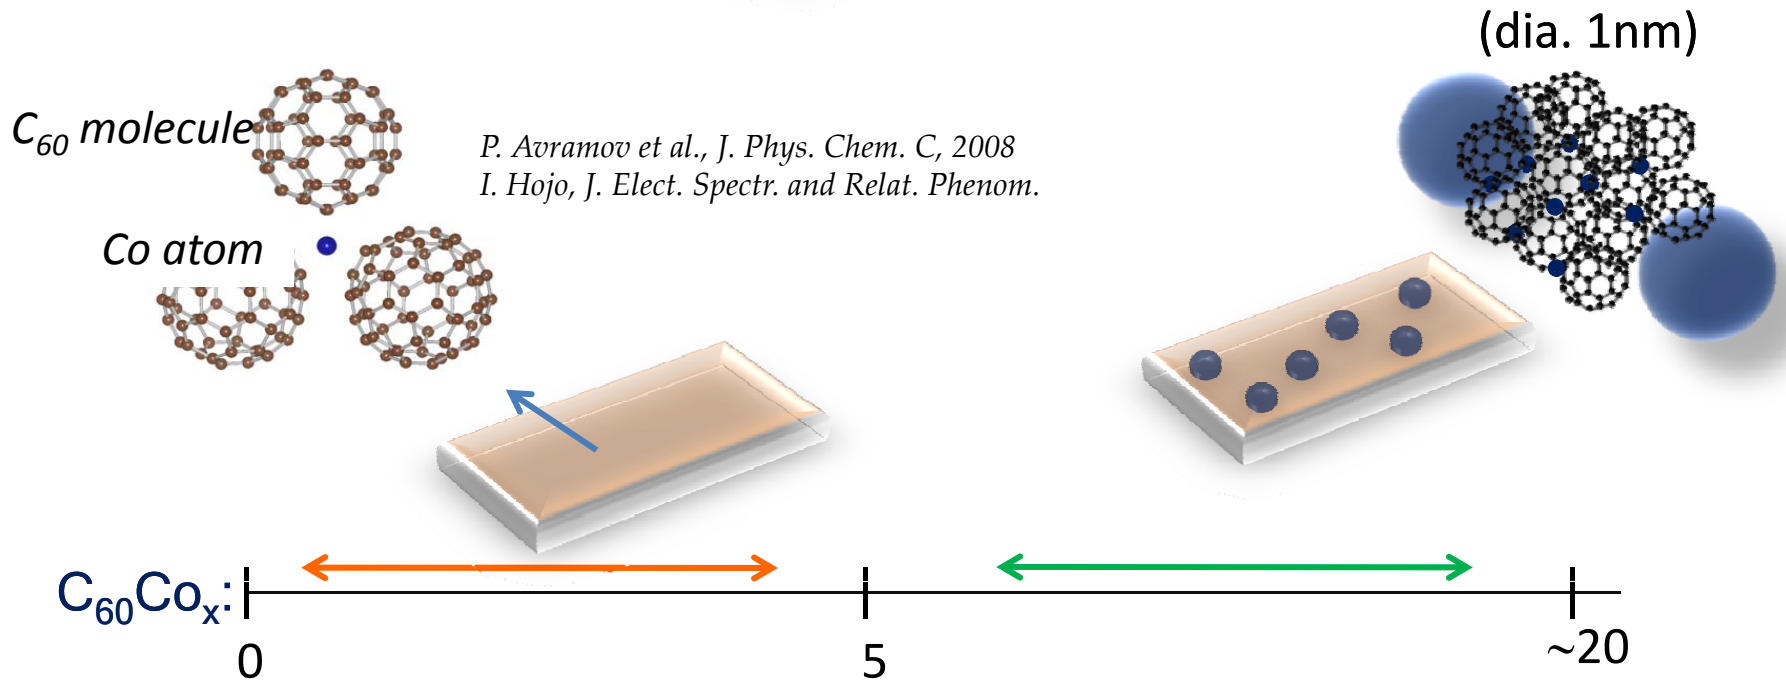 (dia. 1nm)
C₆₀ molecule
P. Avramov et al., J. Phys. Chem. C, 2008
I. Hojo, J. Elect. Spectr. and Relat. Phenom.
Co atom
C₆₀Coₓ:
0
5
~20